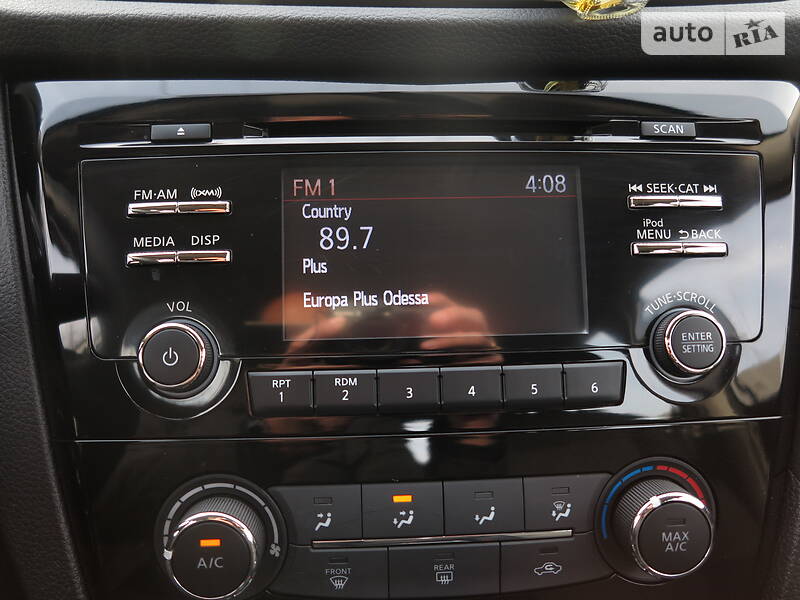 auto RIA
SCAN
FM·AM ((XM))
FM 1 4:08
SEEK·CAT
Country
89.7
iPod
MEDIA DISP
MENU BACK
Plus
Europa Plus Odessa
VOL
TUNE·SCROLL
ENTER
SETTING
RPT
1
RDM
2
3
4
5
6
A/C
MAX
A/C
FRONT
REAR